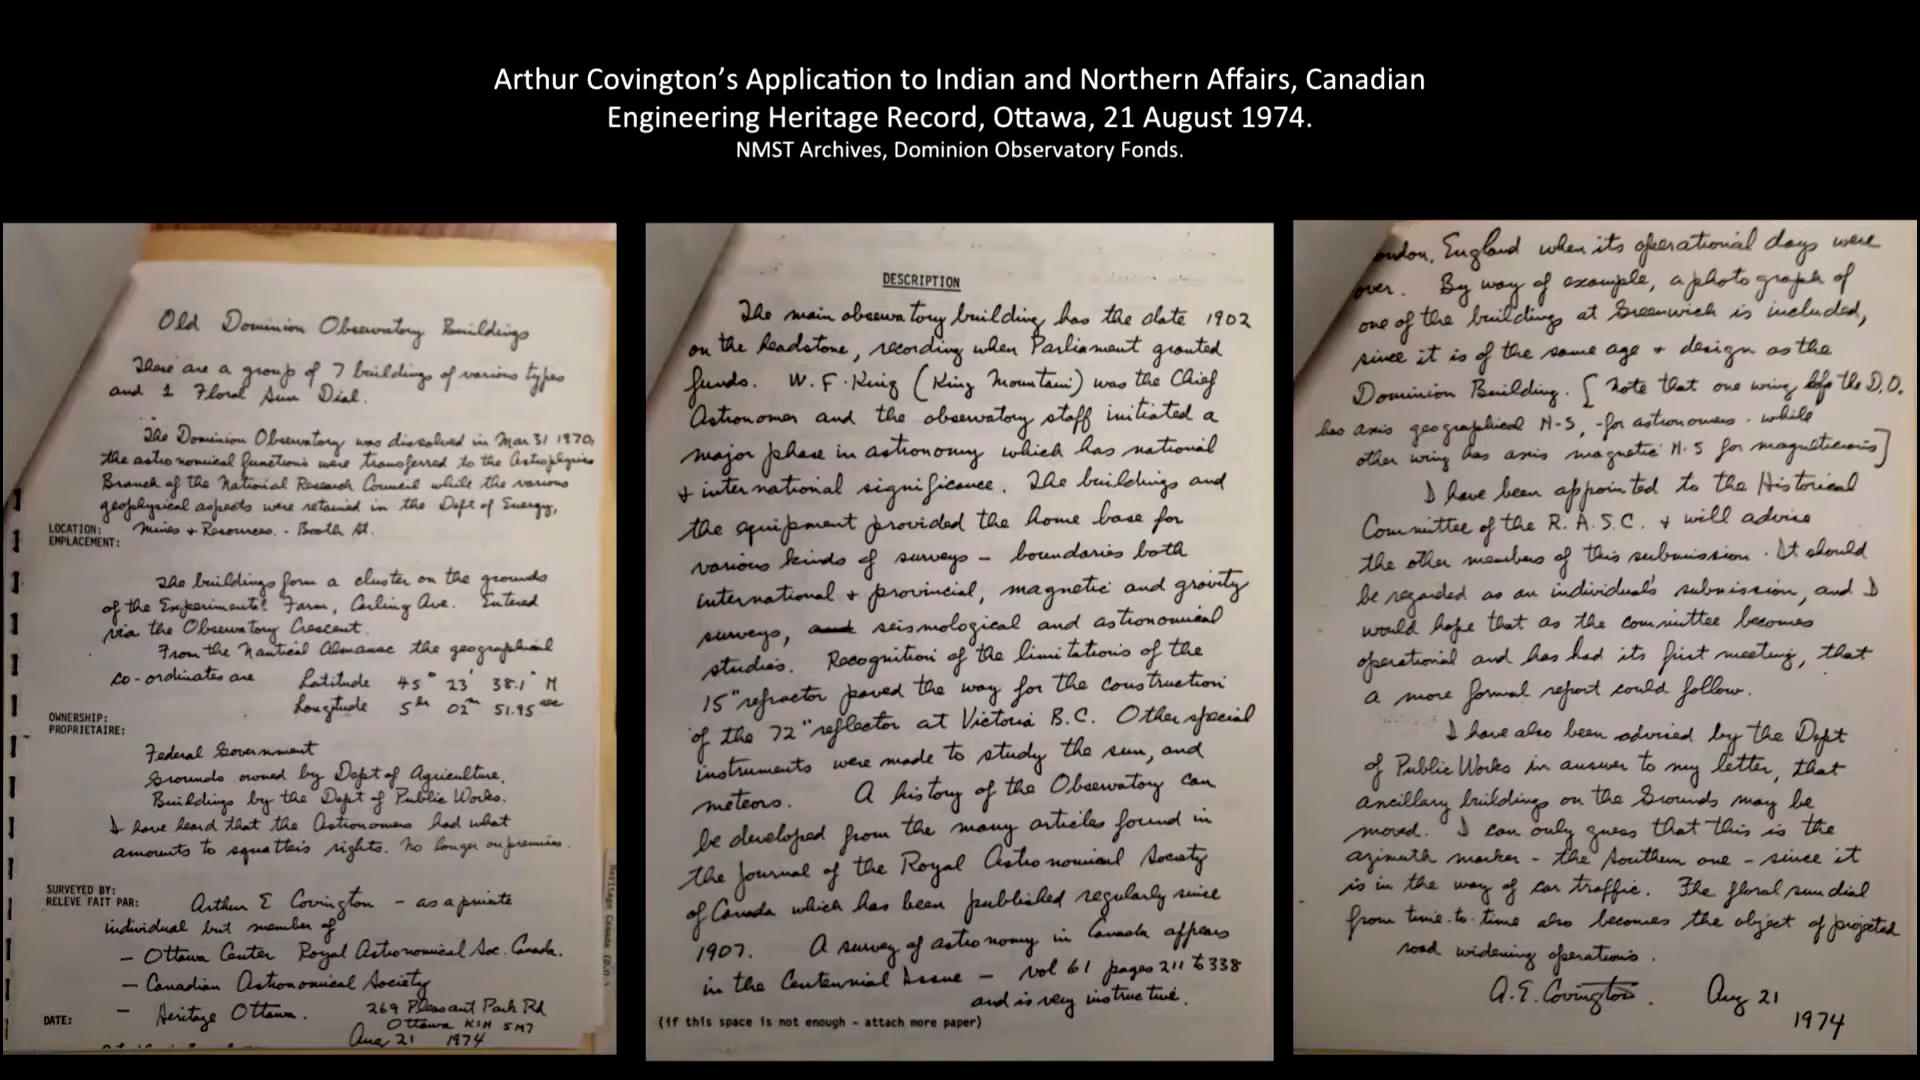 Arthur Covington’s Application to Indian and Northern Affairs, Canadian
Engineering Heritage Record, Ottawa, 21 August 1974.
NMST Archives, Dominion Observatory Fonds.
Old Dominion Observatory Buildings
These are a group of 7 buildings of various types
and 1 Floral Sun Dial.
The Dominion Observatory was dissolved in Mar 31 1970,
the astronomical functions were transferred to the Astrophysics
Branch of the National Research Council while the various
geophysical aspects were retained in the Dept of Energy,
LOCATION: Mines + Resources. - Booth St.
EMPLACEMENT:
The buildings form a cluster on the grounds
of the Experimental Farm, Carling Ave. Entered
via the Observatory Crescent.
From the Nautical Almanac the geographical
co-ordinates are Latitude 45° 23' 38.1" N
Longitude 5hr 02m 51.95sec
OWNERSHIP:
PROPRIETAIRE:
Federal Government
Grounds owned by Dept of Agriculture.
Buildings by the Dept of Public Works.
I have heard that the Astronomers had what
amounts to squatters rights. No longer on premises.
SURVEYED BY:
RELEVE FAIT PAR: Arthur E Covington - as a private
individual but member of
- Ottawa Center Royal Astronomical Soc. Canada.
- Canadian Astronomical Society
- Heritage Ottawa. 269 Pleasant Park Rd
Ottawa K1H 5M7
DATE: Aug 21 1974
Heritage Canada
DESCRIPTION
The main observatory building has the date 1902
on the headstone, recording when Parliament granted
funds. W. F. King (King Mountain) was the Chief
Astronomer and the observatory staff initiated a
major phase in astronomy which has national
+ international significance. The buildings and
the equipment provided the home base for
various kinds of surveys - boundaries both
international + provincial, magnetic and gravity
surveys, and seismological and astronomical
studies. Recognition of the limitations of the
15" refractor paved the way for the construction
of the 72" reflector at Victoria B.C. Other special
instruments were made to study the sun, and
meteors. A history of the Observatory can
be developed from the many articles found in
the Journal of the Royal Astronomical Society
of Canada which has been published regularly since
1907. A survey of astronomy in Canada appears
in the Centennial Issue - vol 61 pages 211 to 338
and is very instructive.
(if this space is not enough - attach more paper)
London, England when its operational days were
over. By way of example, a photograph of
one of the buildings at Greenwich is included,
since it is of the same age + design as the
Dominion Building. [Note that one wing of the D.O.
has axis geographical N-S, - for astronomers - while
other wing has axis magnetic N-S for magneticians]
I have been appointed to the Historical
Committee of the R.A.S.C. + will advise
the other members of this submission. It should
be regarded as an individual's submission, and I
would hope that as the committee becomes
operational and has had its first meeting, that
a more formal report could follow.
I have also been advised by the Dept
of Public Works in answer to my letter, that
ancillary buildings on the Grounds may be
moved. I can only guess that this is the
azimuth marker - the Southern one - since it
is in the way of car traffic. The floral sun dial
from time-to-time also becomes the object of projected
road widening operations.
A.E. Covington. Aug 21
1974